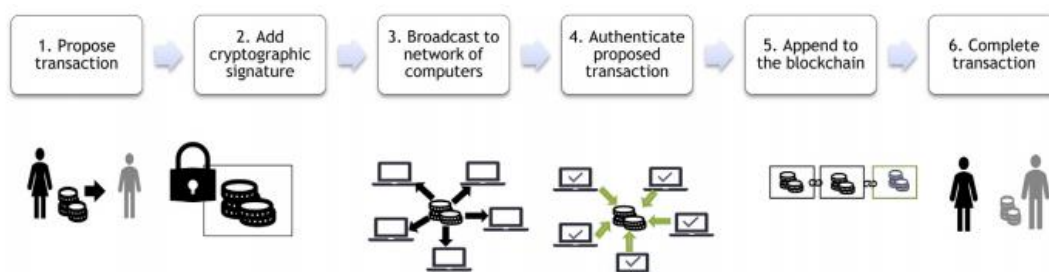 1. Propose
transaction
2. Add
cryptographic
signature
3. Broadcast to
network of
computers
4. Authenticate
proposed
transaction
5. Append to
the blockchain
6. Complete
transaction